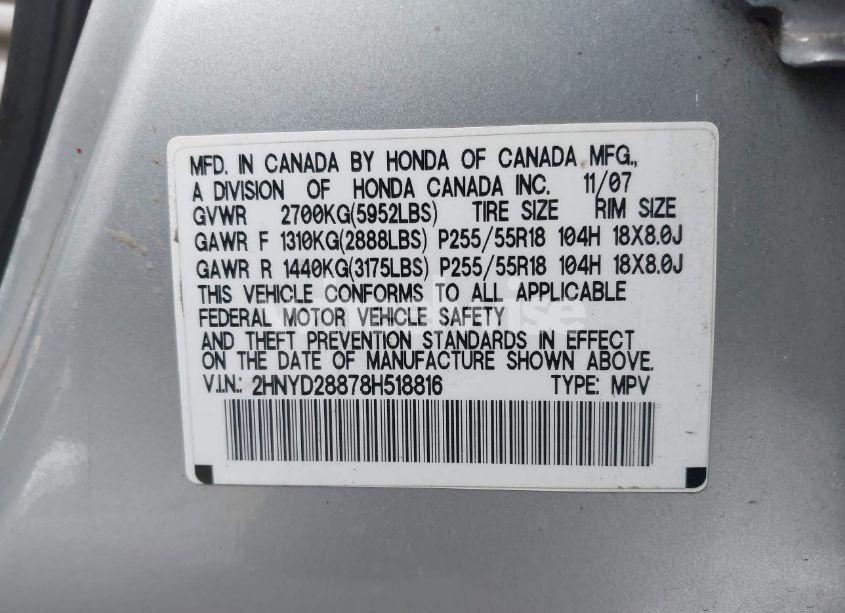 MFD. IN CANADA BY HONDA OF CANADA MFG.,
A DIVISION OF HONDA CANADA INC. 11/07
GVWR 2700KG(5952LBS) TIRE SIZE RIM SIZE
GAWR F 1310KG(2888LBS) P255/55R18 104H 18X8.0J
GAWR R 1440KG(3175LBS) P255/55R18 104H 18X8.0J
THIS VEHICLE CONFORMS TO ALL APPLICABLE
FEDERAL MOTOR VEHICLE SAFETY
AND THEFT PREVENTION STANDARDS IN EFFECT
ON THE DATE OF MANUFACTURE SHOWN ABOVE.
V.I.N.: 2HNYD28878H518816 TYPE: MPV